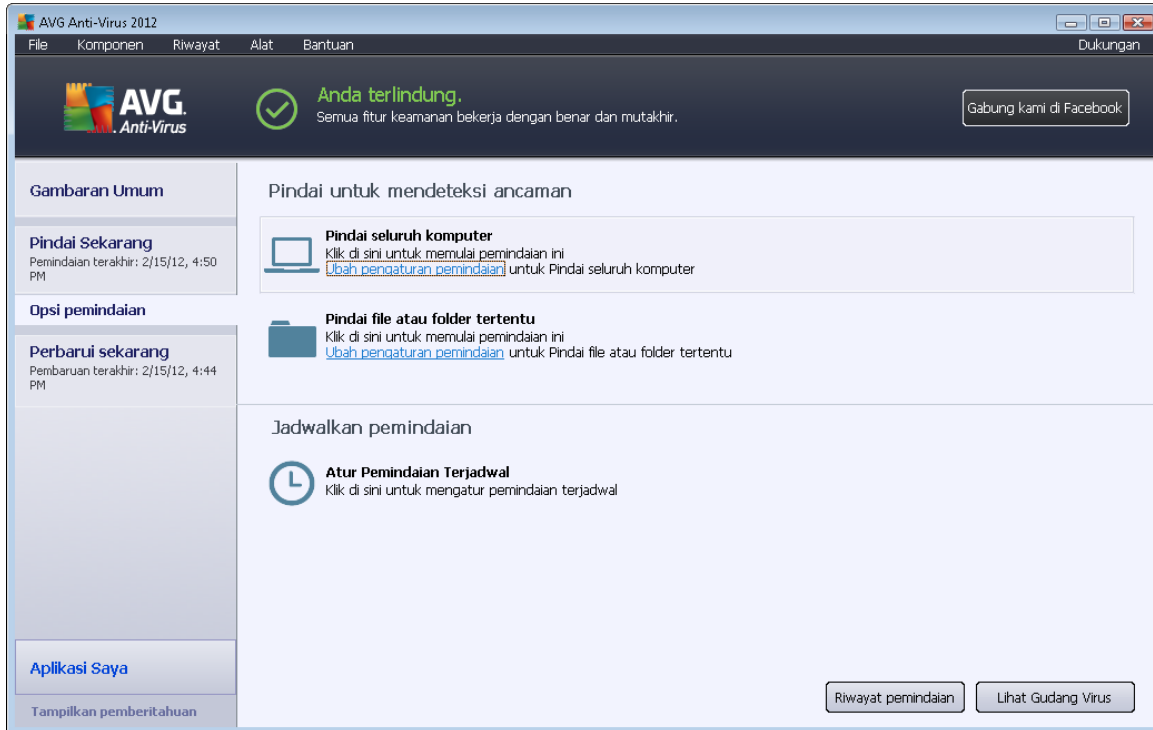 AVG Anti-Virus 2012
File Komponen Riwayat Alat Bantuan Dukungan
AVG.
Anti-Virus
Anda terlindung.
Semua fitur keamanan bekerja dengan benar dan mutakhir.
Gabung kami di Facebook
Gambaran Umum
Pindai Sekarang
Pemindaian terakhir: 2/15/12, 4:50
PM
Opsi pemindaian
Perbarui sekarang
Pembaruan terakhir: 2/15/12, 4:44
PM
Aplikasi Saya
Tampilkan pemberitahuan
Pindai untuk mendeteksi ancaman
Pindai seluruh komputer
Klik di sini untuk memulai pemindaian ini
Ubah pengaturan pemindaian untuk Pindai seluruh komputer
Pindai file atau folder tertentu
Klik di sini untuk memulai pemindaian ini
Ubah pengaturan pemindaian untuk Pindai file atau folder tertentu
Jadwalkan pemindaian
Atur Pemindaian Terjadwal
Klik di sini untuk mengatur pemindaian terjadwal
Riwayat pemindaian
Lihat Gudang Virus